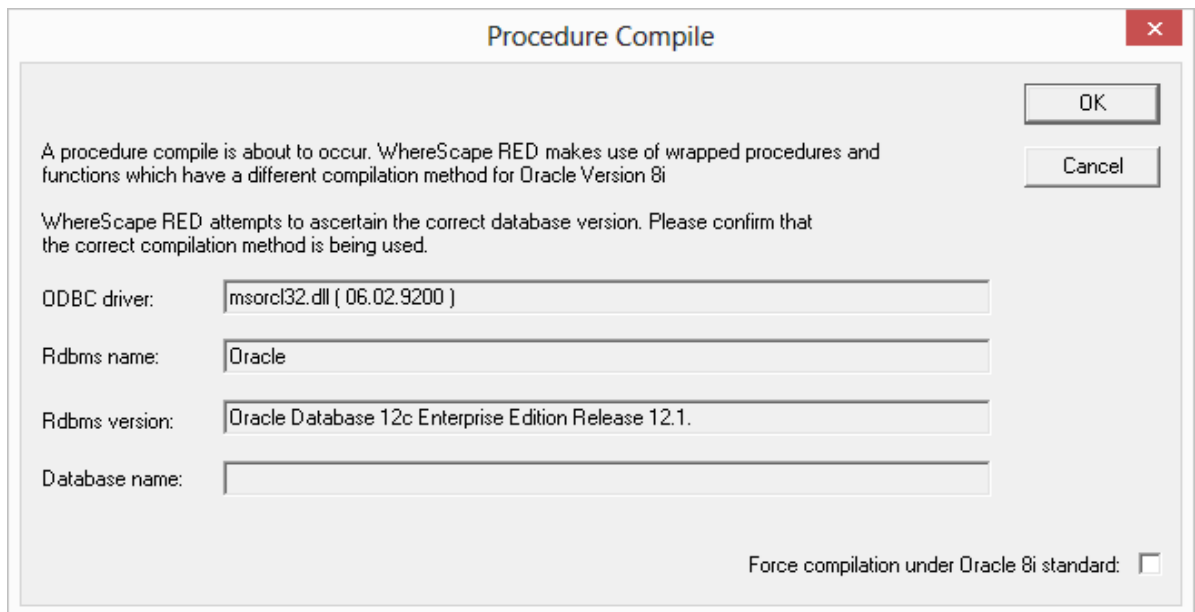 Procedure Compile
OK
A procedure compile is about to occur. WhereScape RED makes use of wrapped procedures and
functions which have a different compilation method for Oracle Version 8i
Cancel
WhereScape RED attempts to ascertain the correct database version. Please confirm that
the correct compilation method is being used.
ODBC driver: msorcl32.dll ( 06.02.9200 )
Rdbms name: Oracle
Rdbms version: Oracle Database 12c Enterprise Edition Release 12.1.
Database name:
Force compilation under Oracle 8i standard: